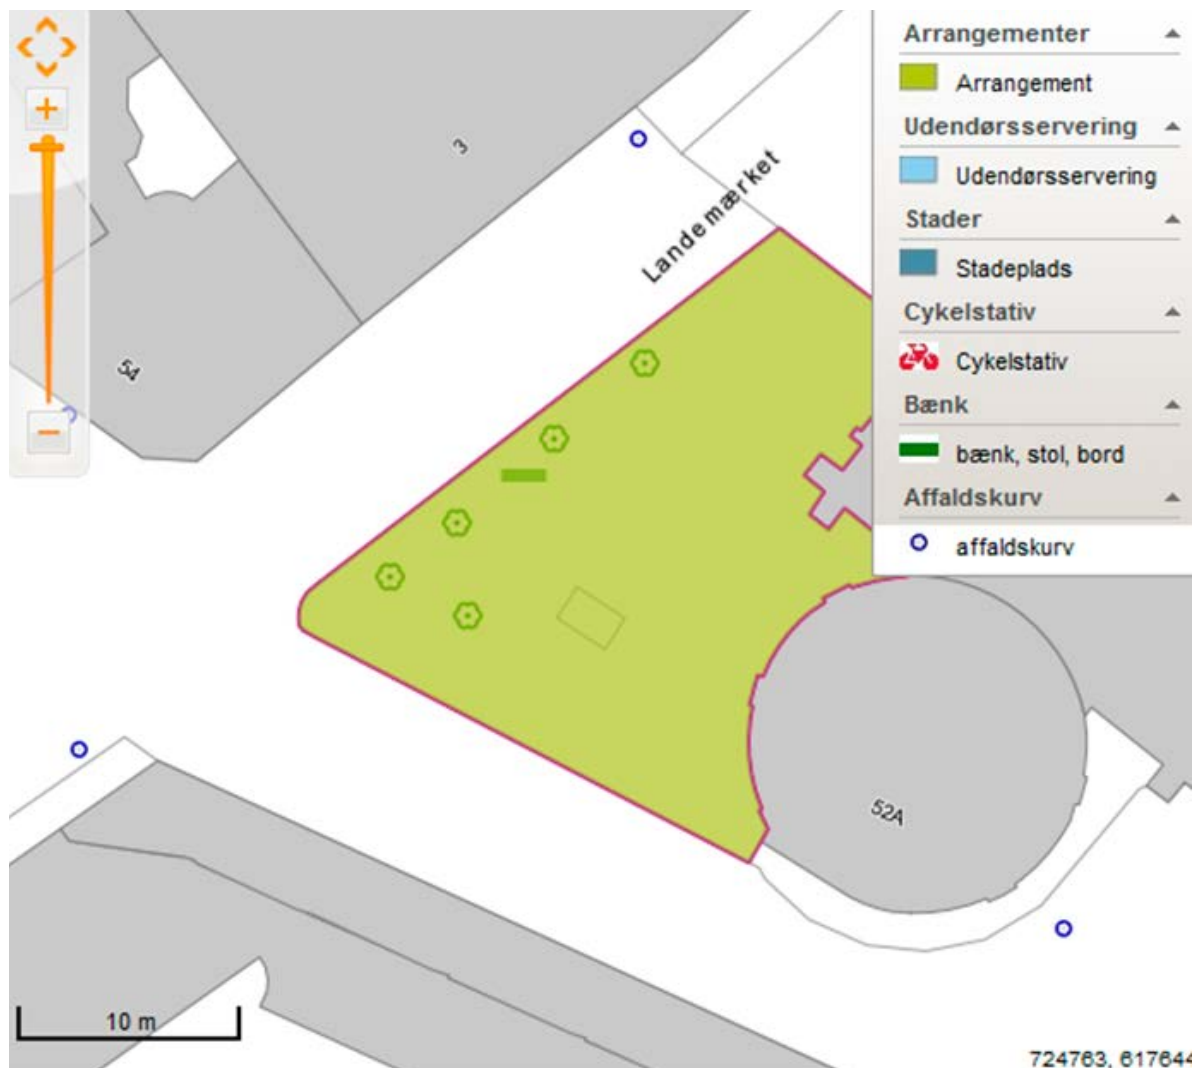 Arrangementer
Arrangement
Udendørsservering
Udendørsservering
Stader
Stadeplads
Cykelstativ
Cykelstativ
Bænk
bænk, stol, bord
Affaldskurv
affaldskurv
3
Landemærket
54
52A
10 m
724763, 617644